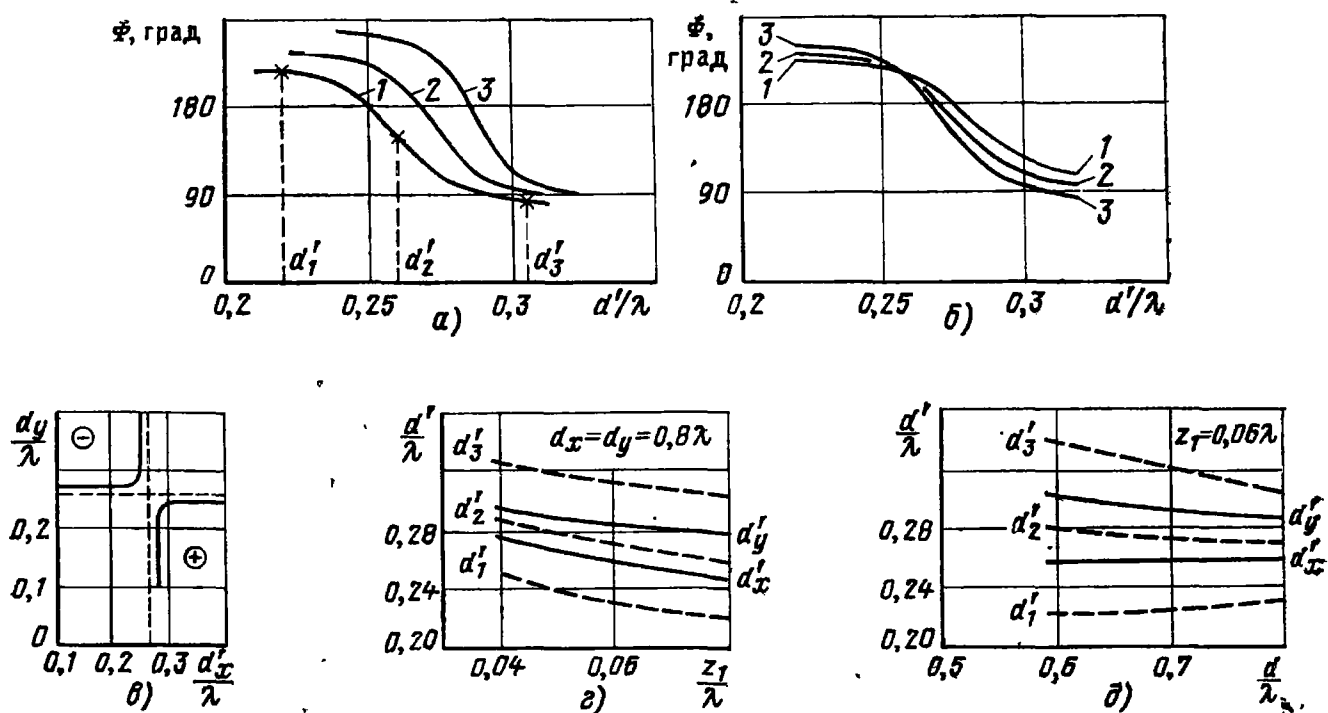 Φ, град
180
90
0
1
2
3
d'₁
d'₂
d'₃
0,2
0,25
0,3
d'/λ
а)
Φ,
град
180
90
0
3
2
1
1
2
3
0,2
0,25
0,3
d'/λ
б)
dy/λ
0,2
0,1
0
⊖
⊕
0,1
0,2
0,3
d'x/λ
в)
d'/λ
0,28
0,24
0,20
dx=dy=0,8λ
d'₃
d'₂
d'₁
d'y
d'x
0,04
0,06
z₁/λ
г)
d'/λ
0,28
0,24
0,20
z₁=0,06λ
d'₃
d'₂
d'₁
d'y
d'x
0,5
0,6
0,7
d/λ
д)